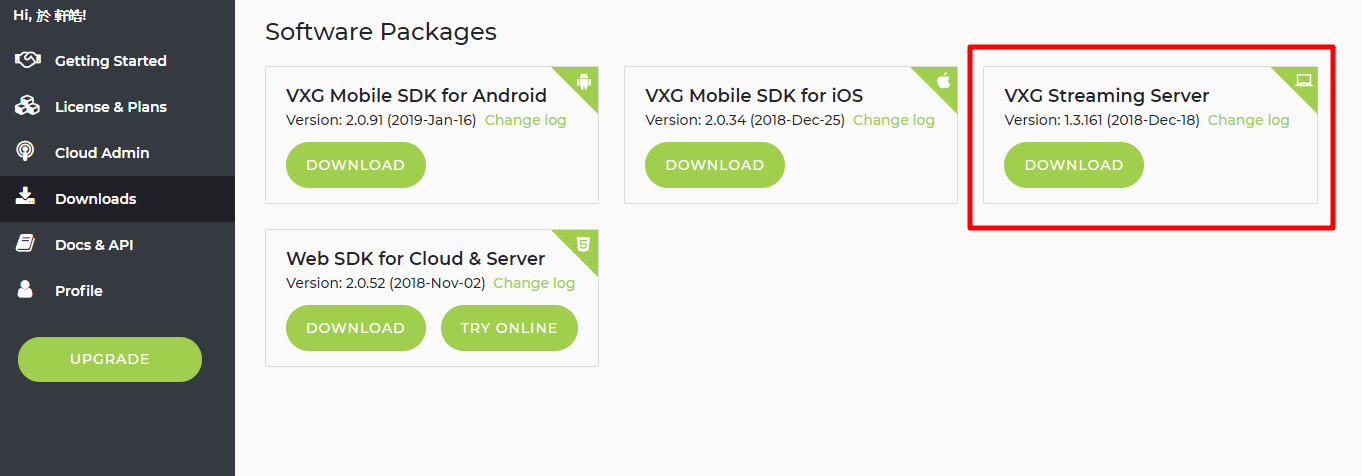 Hi, 於 軒皓!
Getting Started
License & Plans
Cloud Admin
Downloads
Docs & API
Profile
UPGRADE
Software Packages
VXG Mobile SDK for Android
Version: 2.0.91 (2019-Jan-16) Change log
DOWNLOAD
VXG Mobile SDK for iOS
Version: 2.0.34 (2018-Dec-25) Change log
DOWNLOAD
VXG Streaming Server
Version: 1.3.161 (2018-Dec-18) Change log
DOWNLOAD
Web SDK for Cloud & Server
Version: 2.0.52 (2018-Nov-02) Change log
DOWNLOAD TRY ONLINE